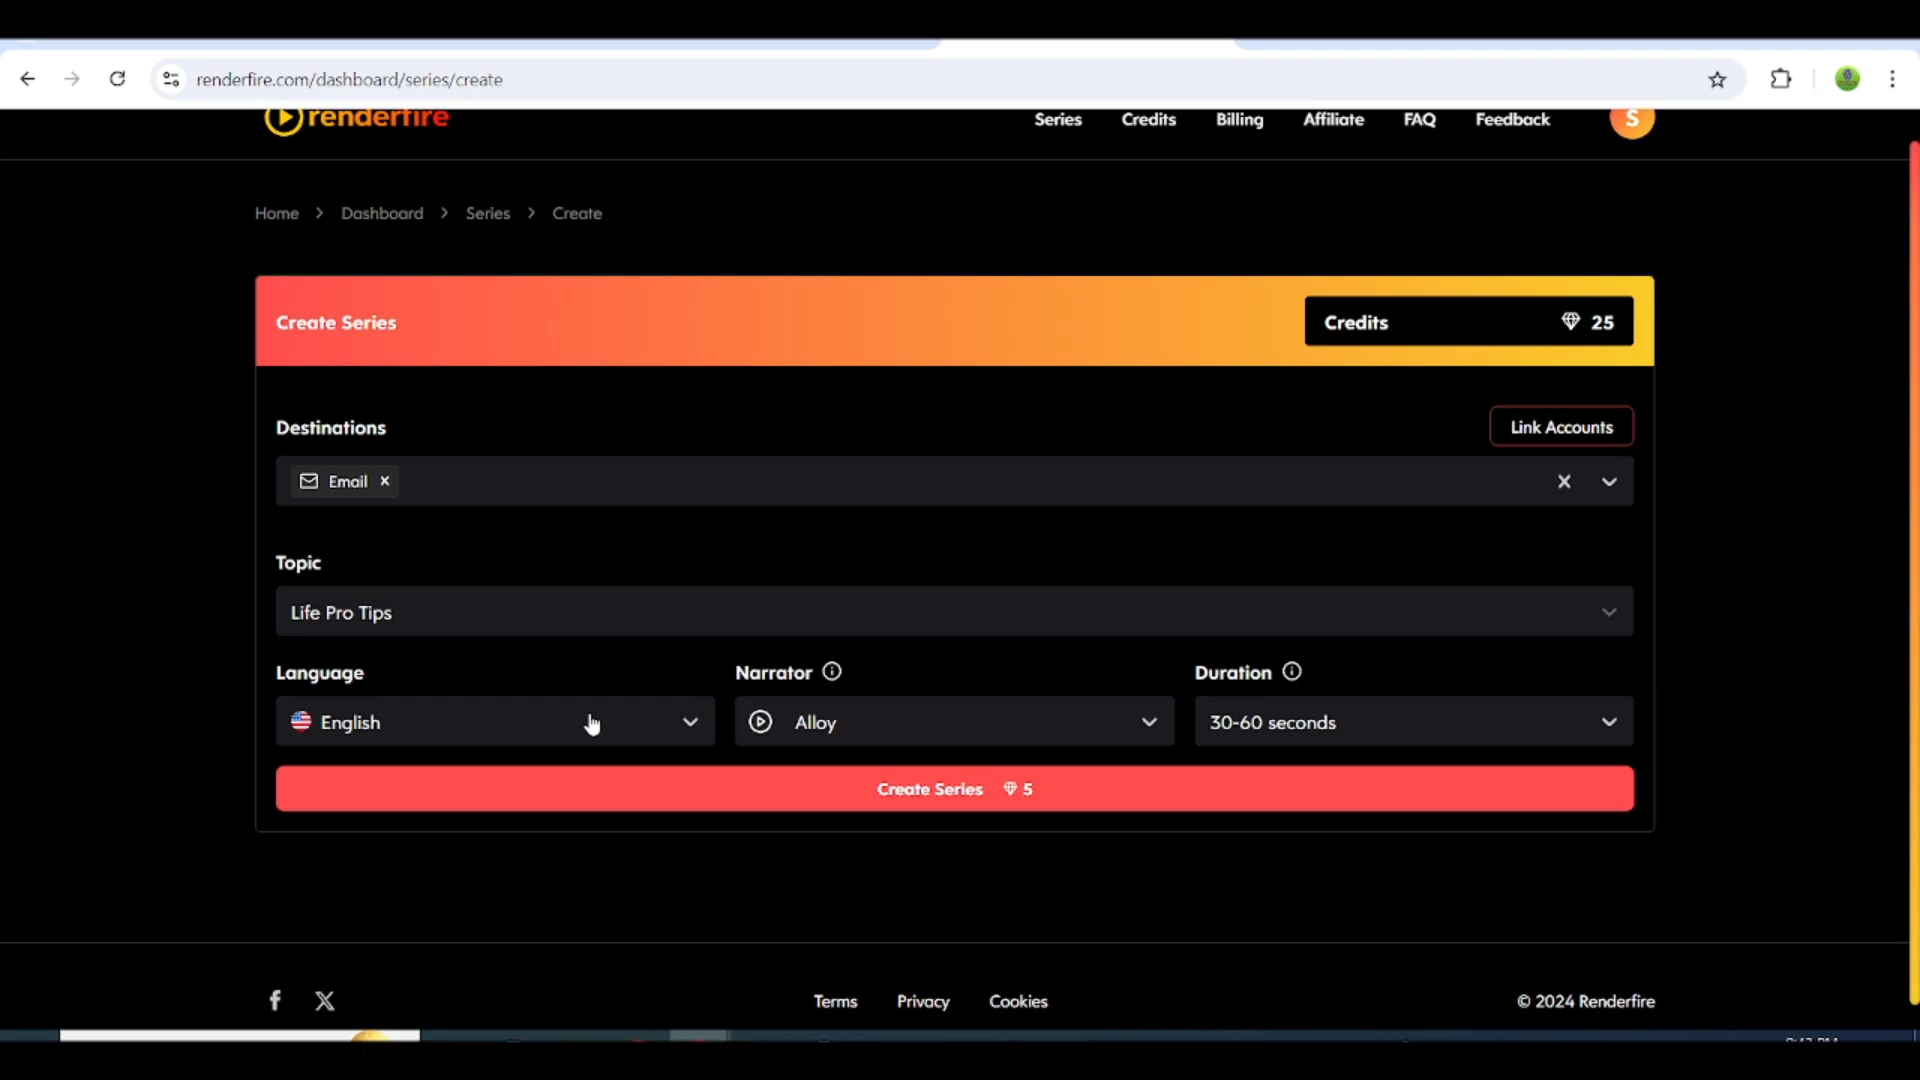 renderfire.com/dashboard/series/create
renderfire Series Credits Billing Affiliate FAQ Feedback S
Home > Dashboard > Series > Create
Create Series Credits 25
Destinations Link Accounts
Email
Topic
Life Pro Tips
Language Narrator Duration
English Alloy 30-60 seconds
Create Series 5
Terms Privacy Cookies © 2024 Renderfire